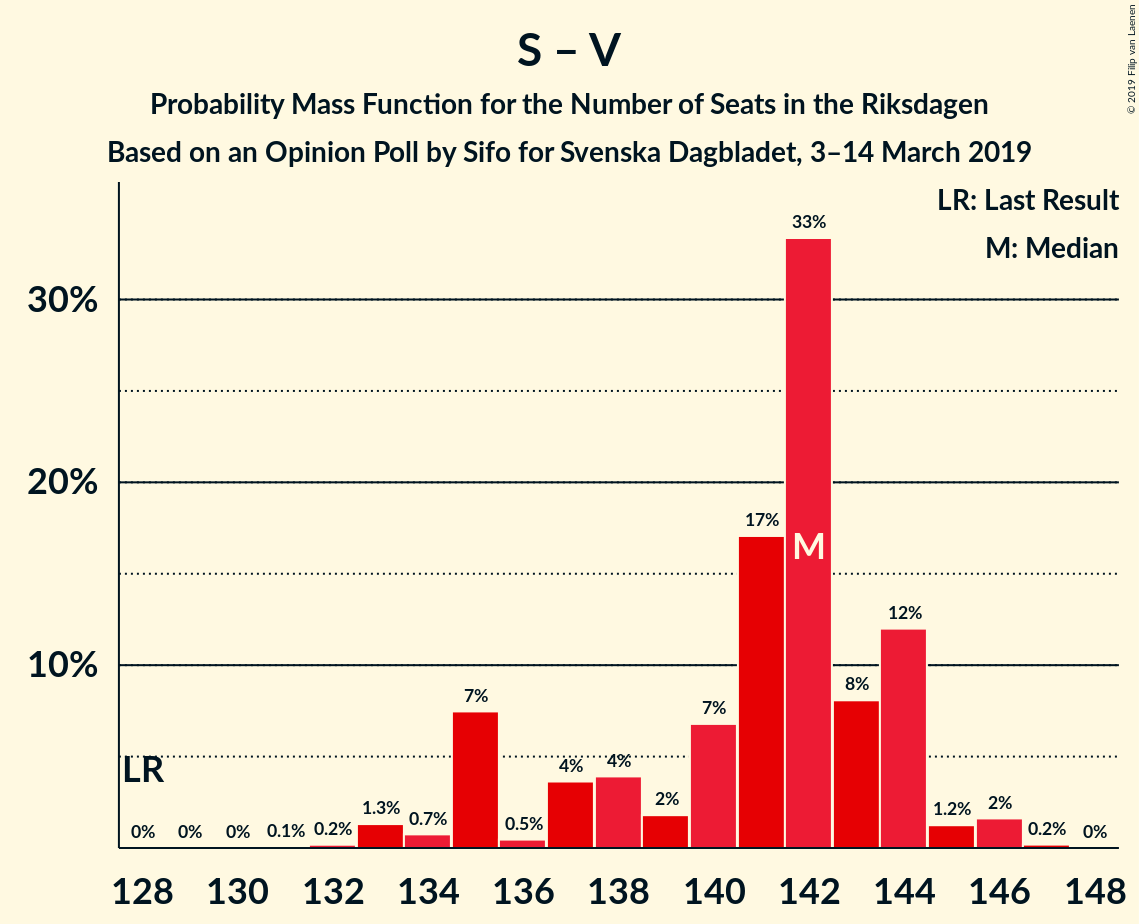 S – V
Probability Mass Function for the Number of Seats in the Riksdagen
Based on an Opinion Poll by Sifo for Svenska Dagbladet, 3–14 March 2019
© 2019 Filip van Laenen
LR: Last Result
M: Median
30%
20%
10%
LR
M
0%
0%
0%
0.1%
0.2%
1.3%
0.7%
7%
0.5%
4%
4%
2%
7%
17%
33%
8%
12%
1.2%
2%
0.2%
0%
128 130 132 134 136 138 140 142 144 146 148